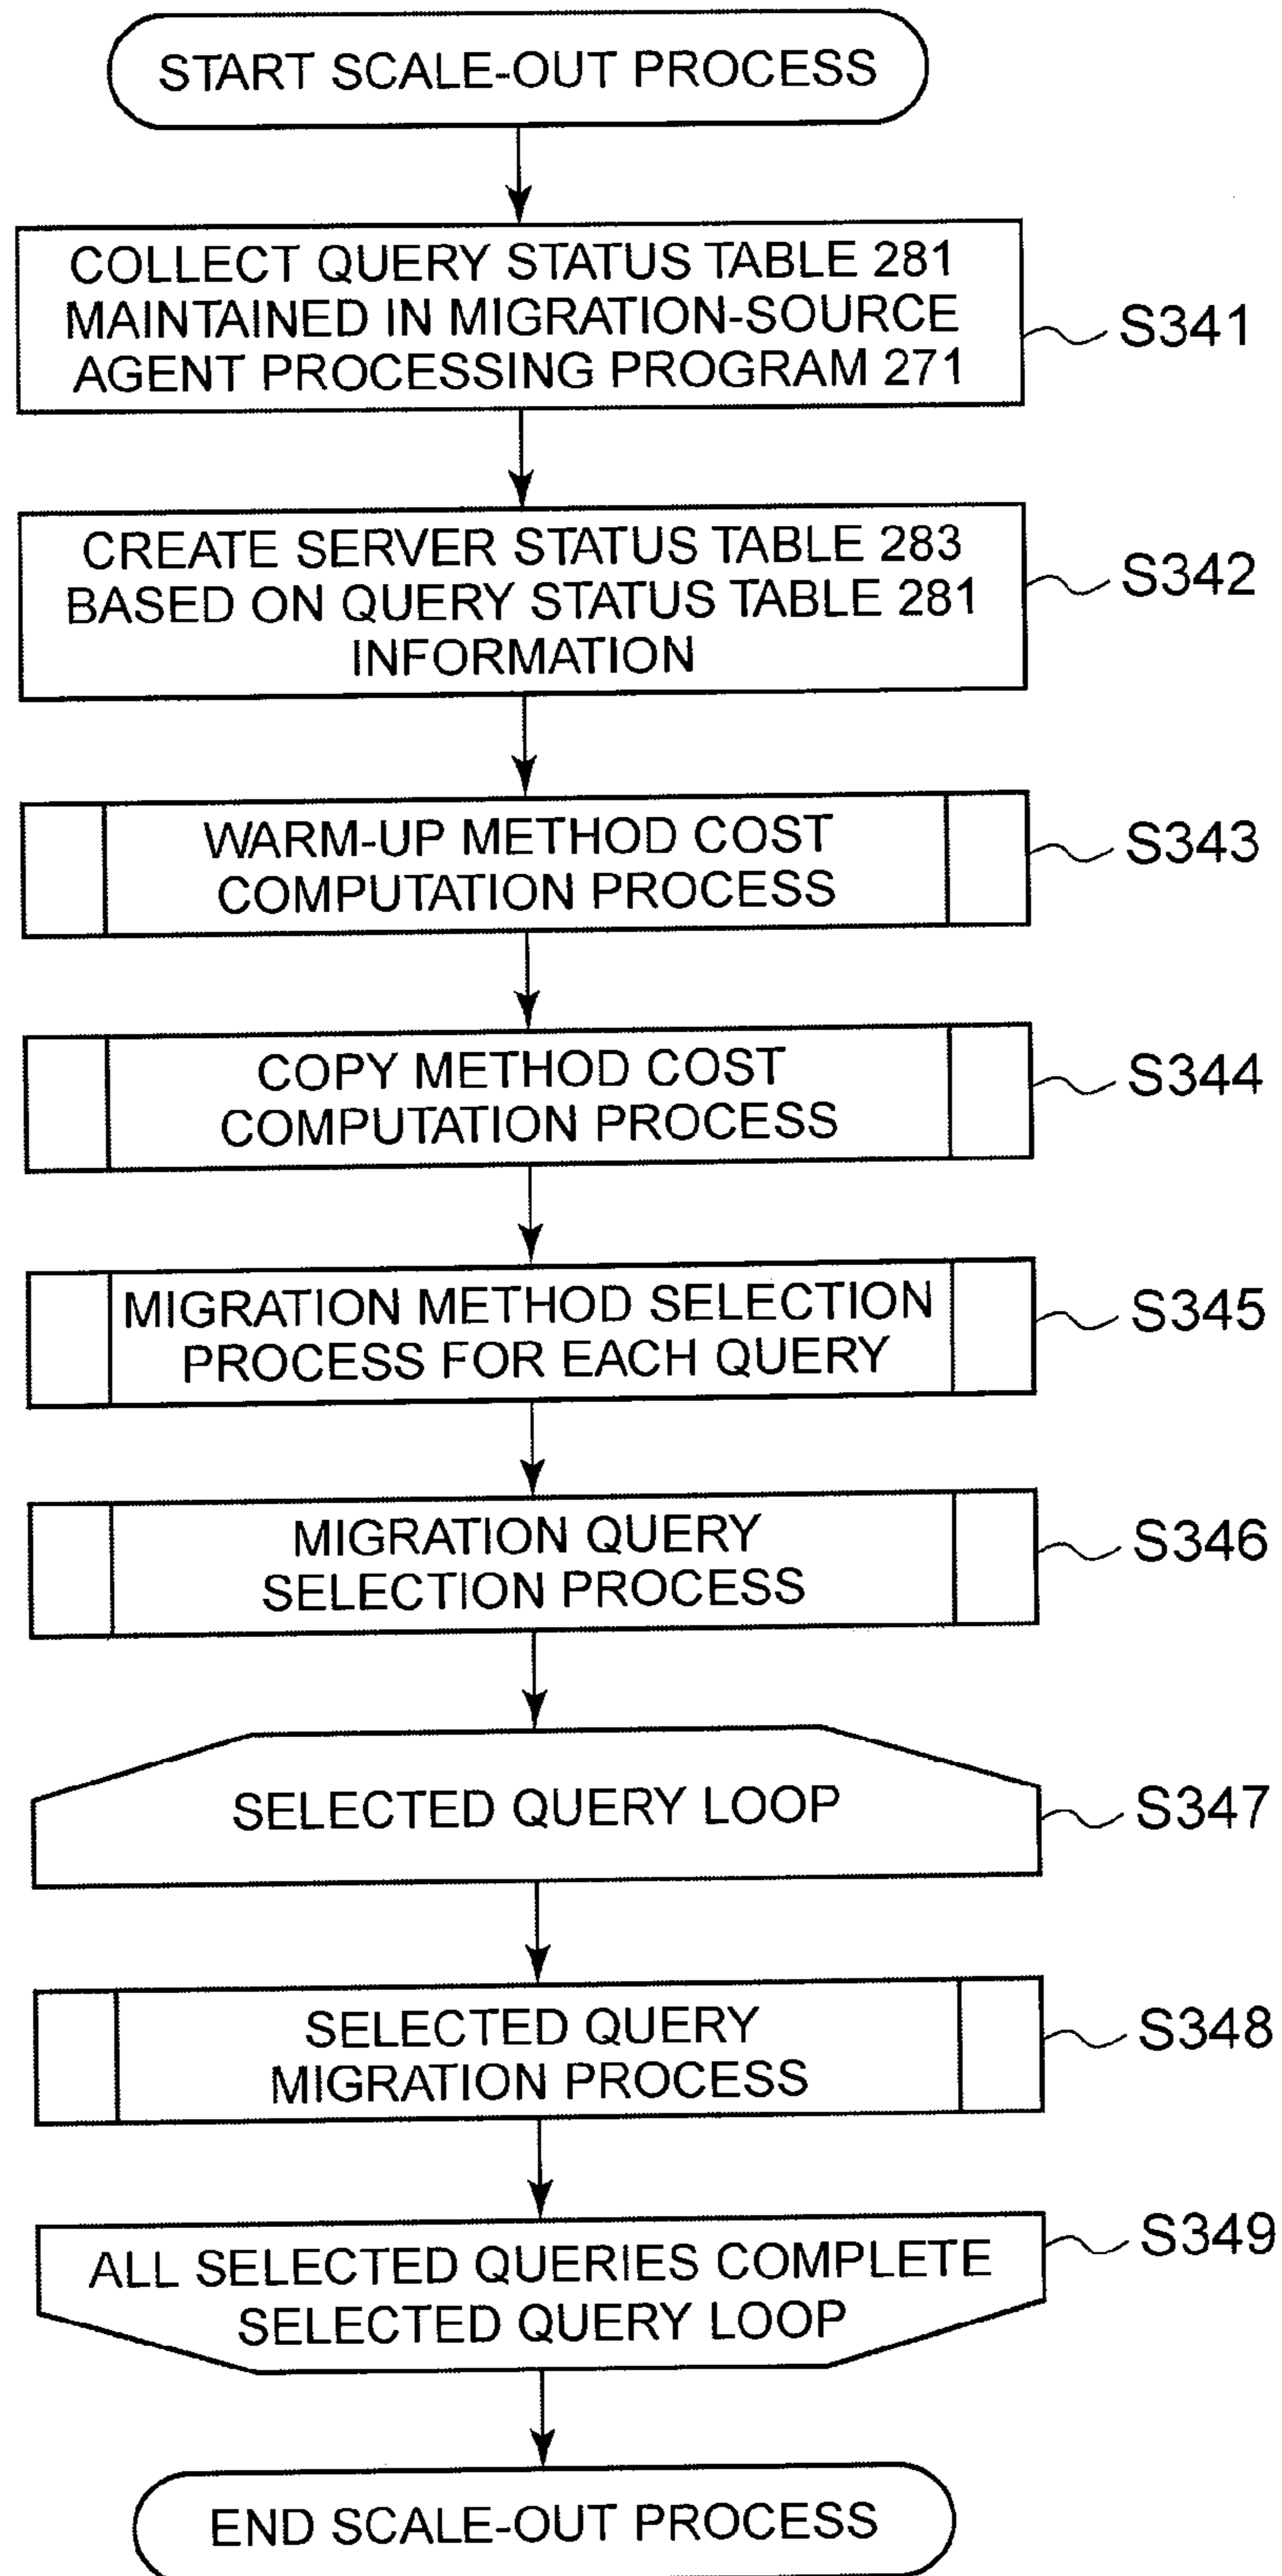 START SCALE-OUT PROCESS
COLLECT QUERY STATUS TABLE 281
MAINTAINED IN MIGRATION-SOURCE
AGENT PROCESSING PROGRAM 271
S341
CREATE SERVER STATUS TABLE 283
BASED ON QUERY STATUS TABLE 281
INFORMATION
S342
WARM-UP METHOD COST
COMPUTATION PROCESS
S343
COPY METHOD COST
COMPUTATION PROCESS
S344
MIGRATION METHOD SELECTION
PROCESS FOR EACH QUERY
S345
MIGRATION QUERY
SELECTION PROCESS
S346
SELECTED QUERY LOOP
S347
SELECTED QUERY
MIGRATION PROCESS
S348
ALL SELECTED QUERIES COMPLETE
SELECTED QUERY LOOP
S349
END SCALE-OUT PROCESS